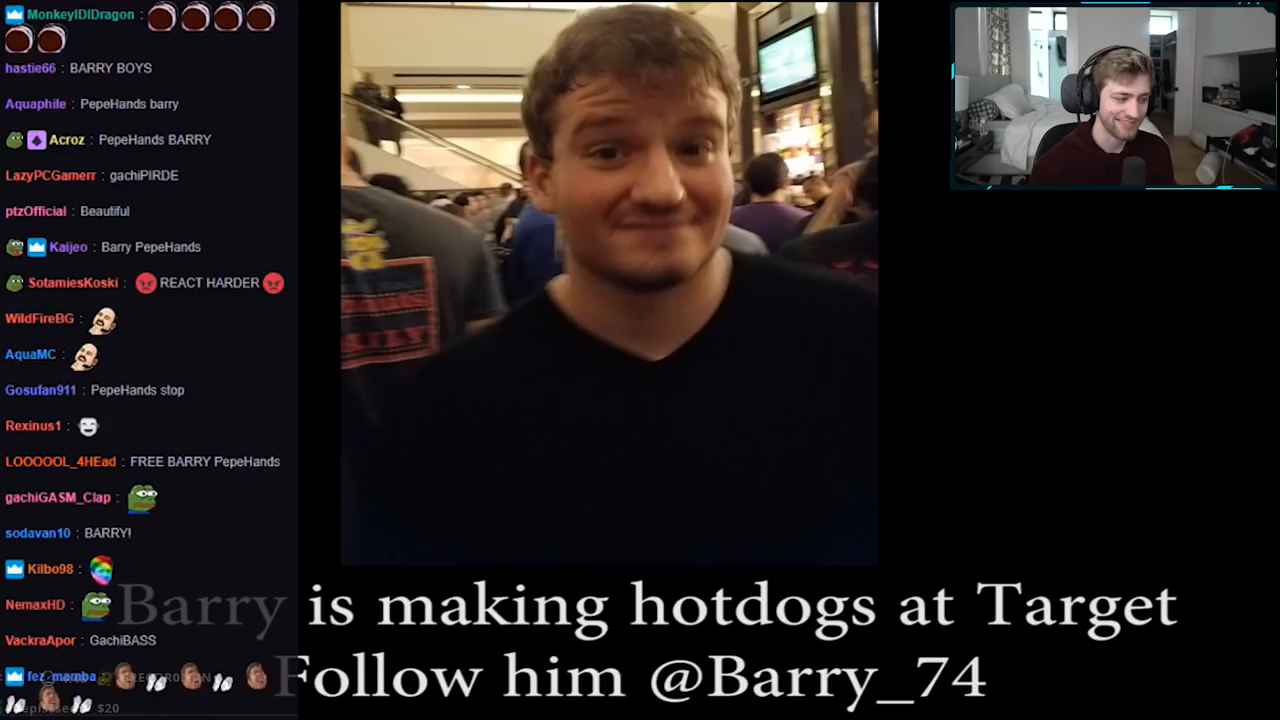 MonkeyIDIDragon :
hastie66 : BARRY BOYS
Aquaphile : PepeHands barry
Acroz : PepeHands BARRY
LazyPCGamerr : gachiPIRDE
ptzOfficial : Beautiful
Kaijeo : Barry PepeHands
SotamiesKoski : REACT HARDER
WildFireBG :
AquaMC :
Gosufan911 : PepeHands stop
Rexinus1 :
LOOOOOL_4HEad : FREE BARRY PepeHands
gachiGASM_Clap :
sodavan10 : BARRY!
Kilbo98 :
NemaxHD :
VackraApor : GachiBASS
fez_mamba
$20
Barry is making hotdogs at Target
Follow him @Barry_74